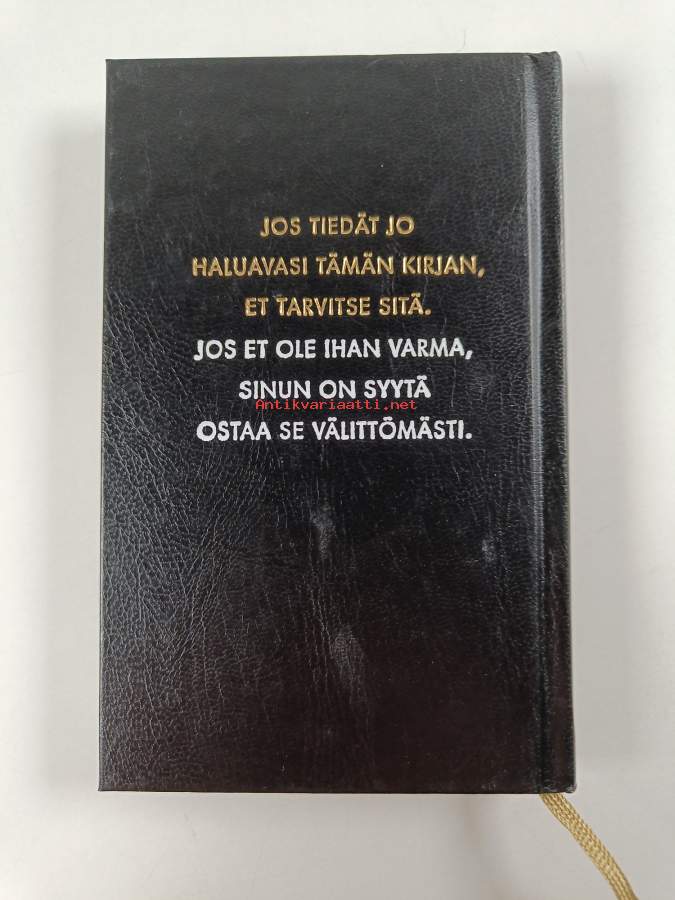 JOS TIEDÄT JO
HALUAVASI TÄMÄN KIRJAN,
ET TARVITSE SITÄ.
JOS ET OLE IHAN VARMA,
SINUN ON SYYTÄ
Antikvariaatti.net
OSTAA SE VÄLITTÖMÄSTI.